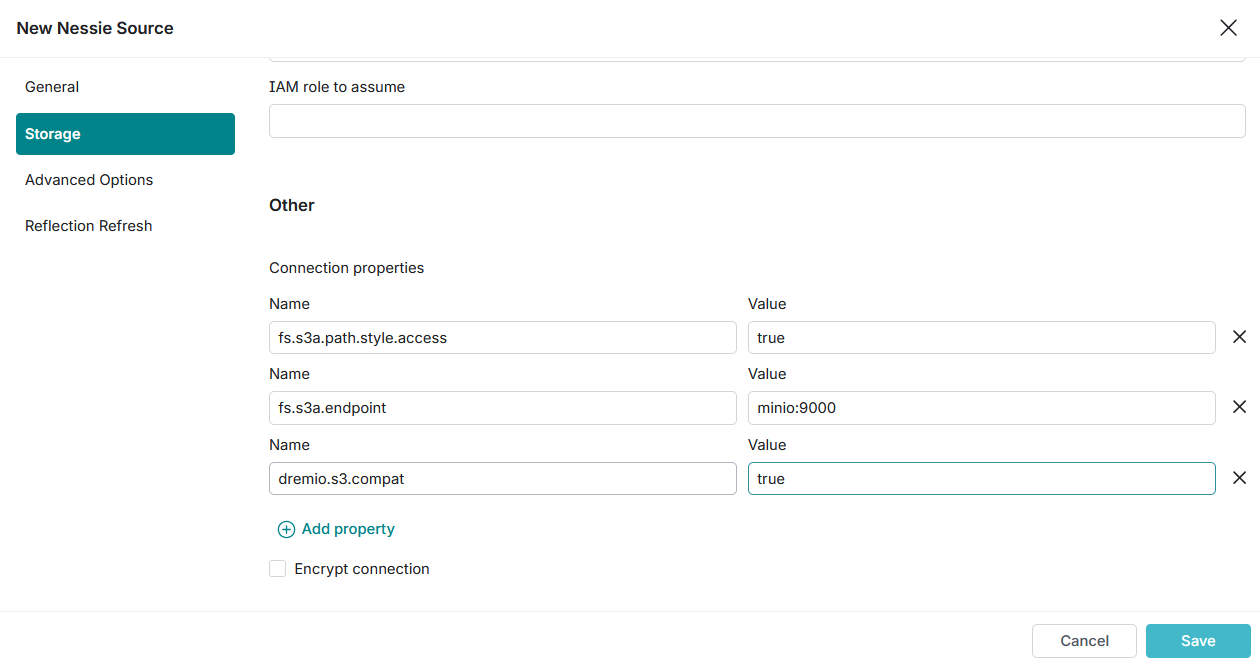 New Nessie Source
General
Storage
Advanced Options
Reflection Refresh
IAM role to assume
Other
Connection properties
Name Value
fs.s3a.path.style.access true
Name Value
fs.s3a.endpoint minio:9000
Name Value
dremio.s3.compat true
Add property
Encrypt connection
Cancel Save